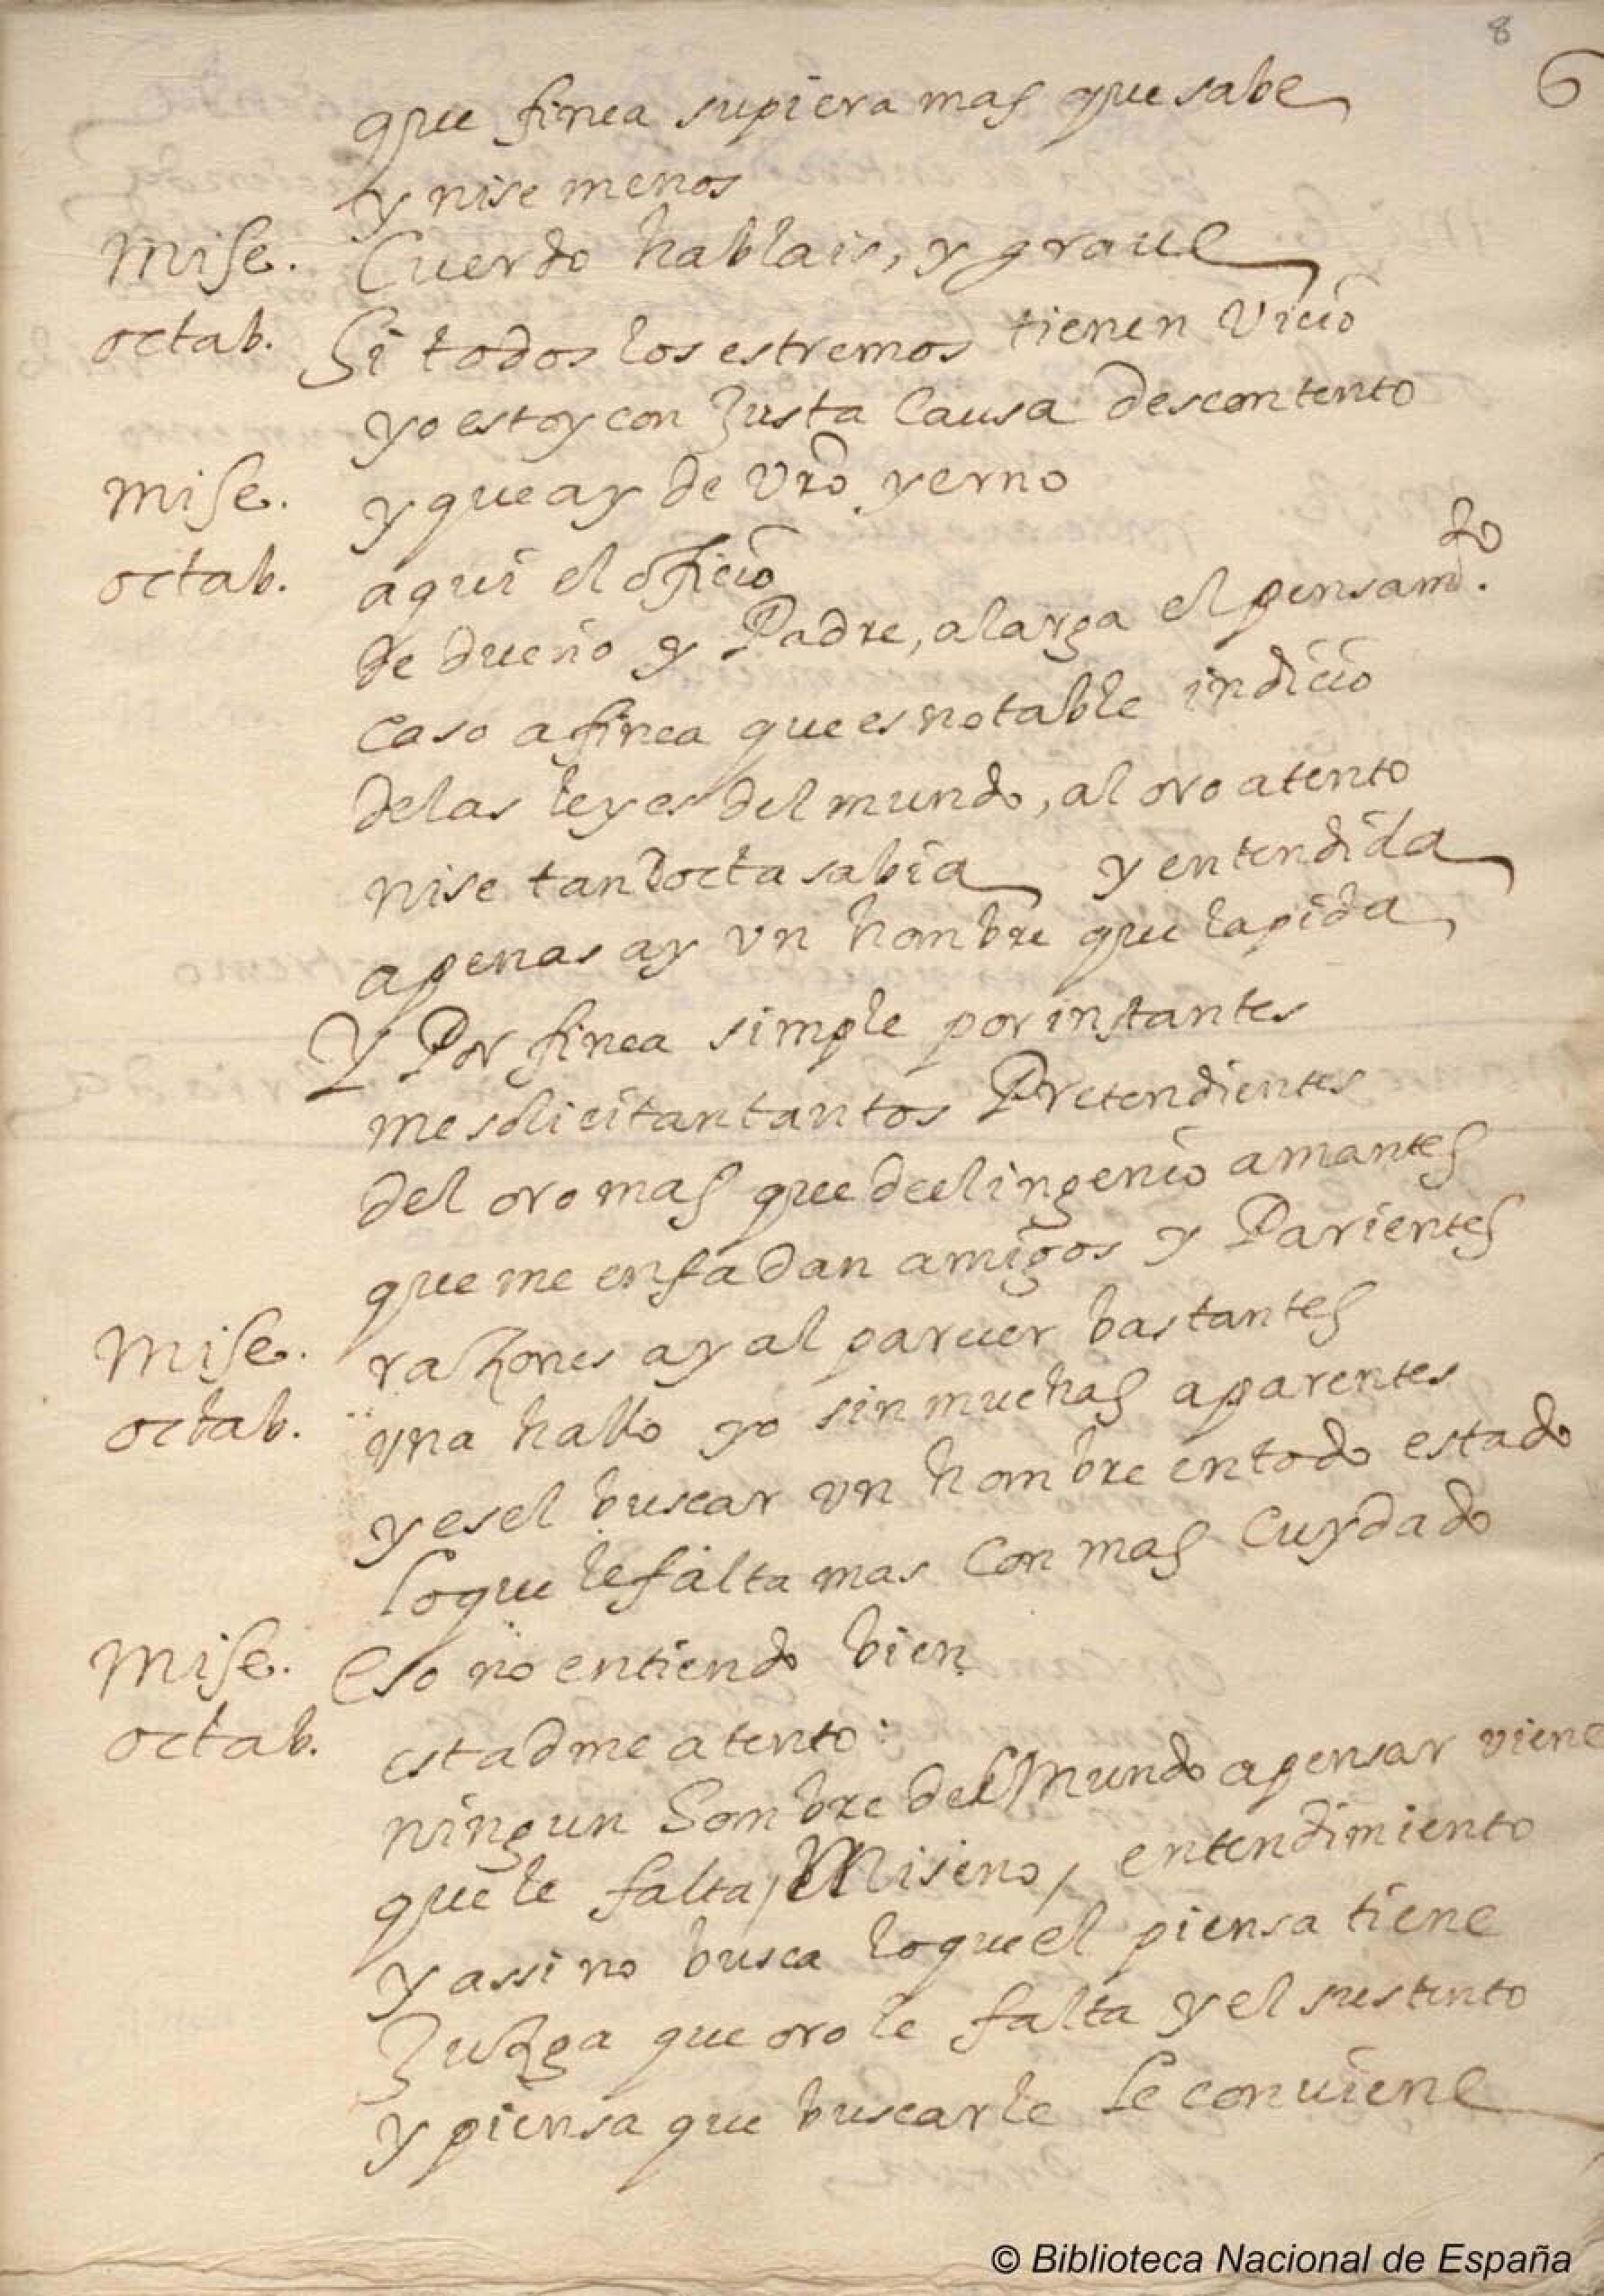 8
6
que finea supiera mas que sabe
y nise menos
Mise. Cuerdo hablais, y graue
octab. Si todos los estremos tienen Vicio
yo estoy con Justa Causa descontento
mise. y que ay de Vro yerno
octab. aqui el oficio
de dueño y Padre, alarga el pensamto.
caso a finea que es notable indicio
delas leyes del mundo, al oro atento
nise tan docta sabia y entendida
apenas ay vn hombre que la pida
Y Por finea simple por instantes
me solicitan tantos Pretendientes
del oro mas que de el ingenio amantes
que me enfadan amigos y Parientes
Mise. raZones ay al parecer bastantes
octab. vna hallo yo sin muchas aparentes
y es el buscar vn hombre en todo estado
lo que le falta mas con mas Cuydado
Mise. Eso no entiendo bien
octab. estadme atento:
ningun hombre del Mundo a pensar viene
que le falta, Miseno, entendimiento
y assi no busca lo que el piensa tiene
JuZga que oro le falta y el sustento
y piensa que buscarle le conuiene
© Biblioteca Nacional de España